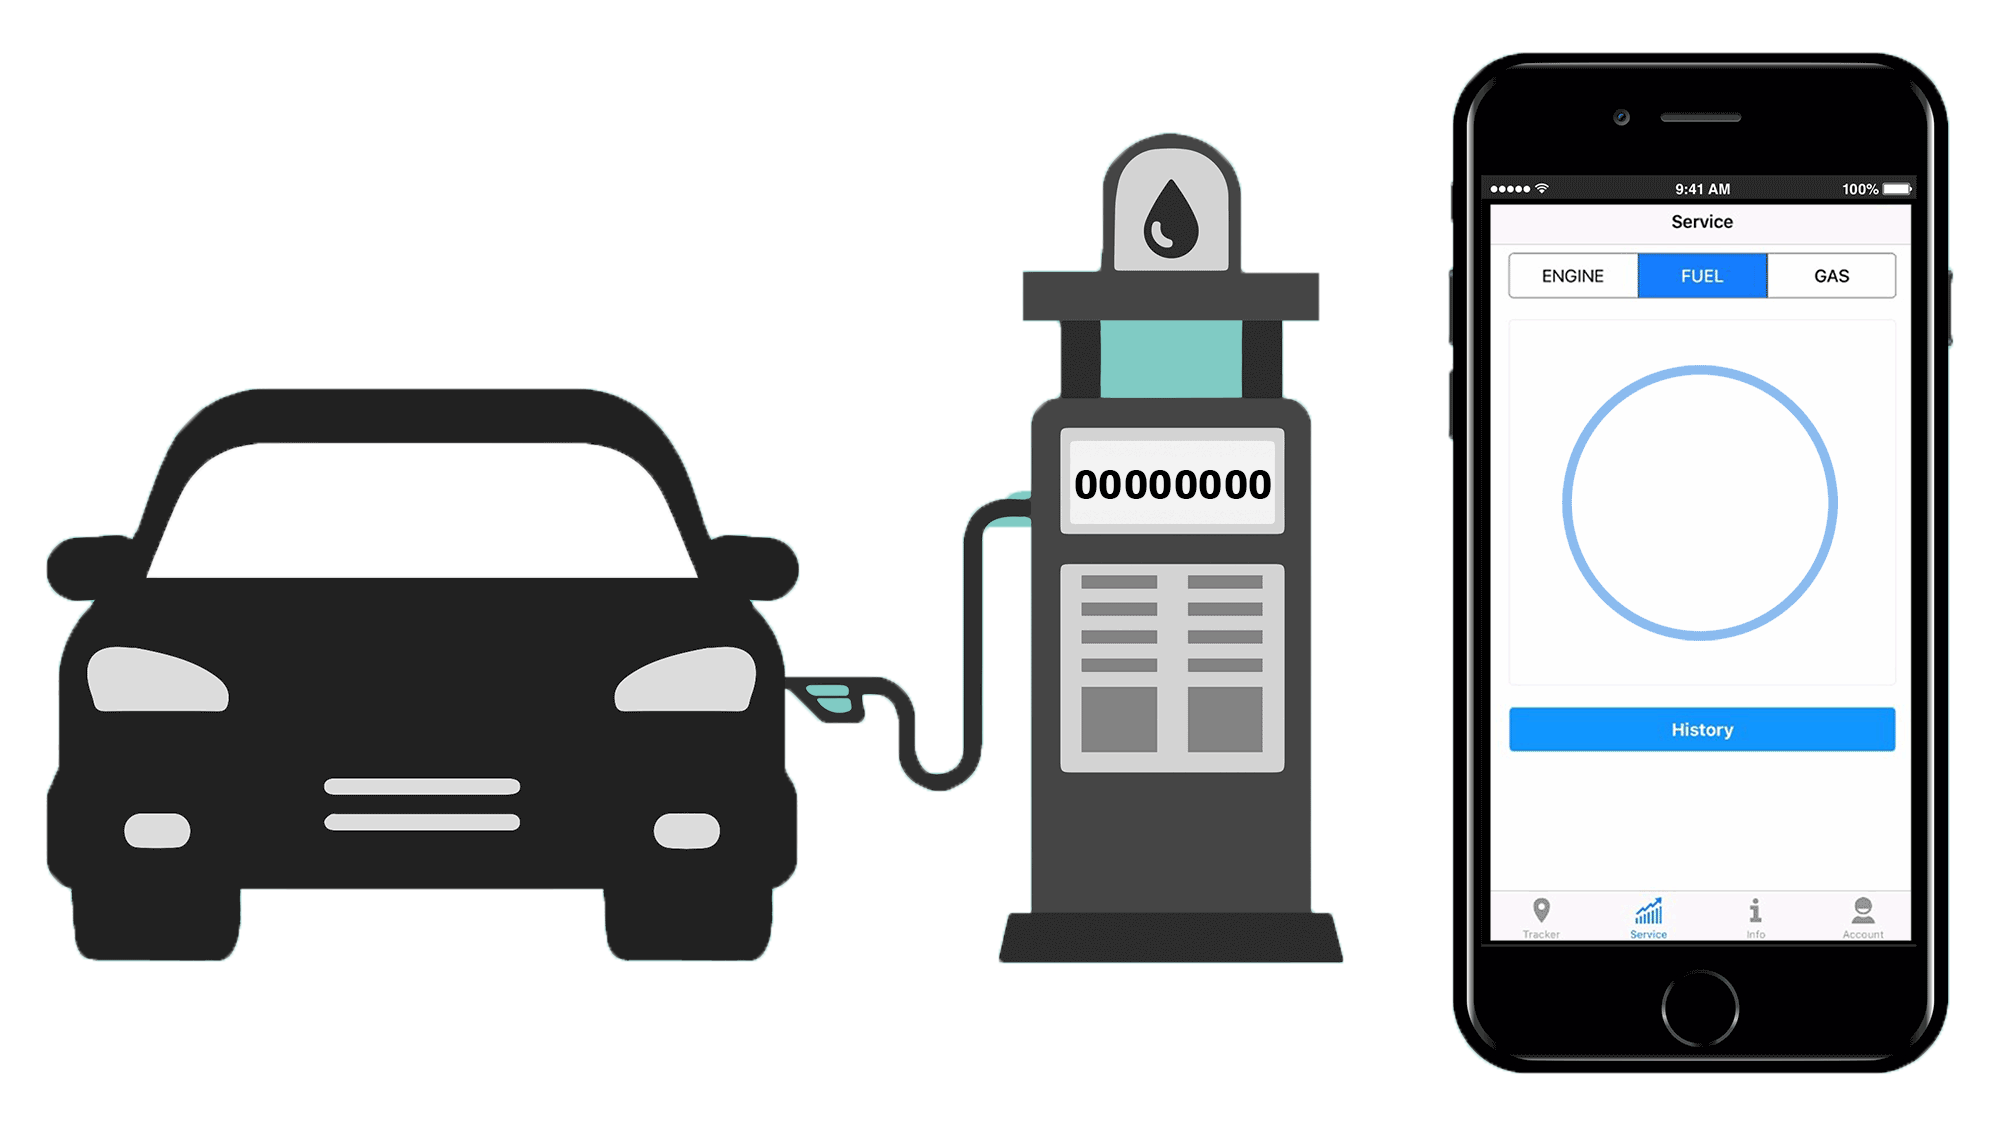 00000000
9:41 AM
100%
Service
ENGINE
FUEL
GAS
History
Tracker
Service
Info
Account